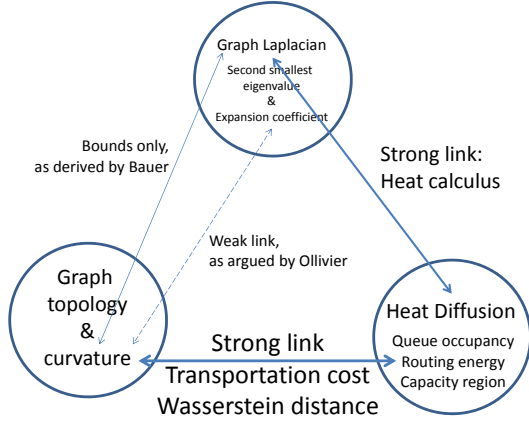 Graph Laplacian
Second smallest
eigenvalue
&
Expansion coefficient
Bounds only,
as derived by Bauer
Strong link:
Heat calculus
Weak link,
as argued by Ollivier
Graph
topology
&
curvature
Heat Diffusion
Queue occupancy
Routing energy
Capacity region
Strong link
Transportation cost
Wasserstein distance